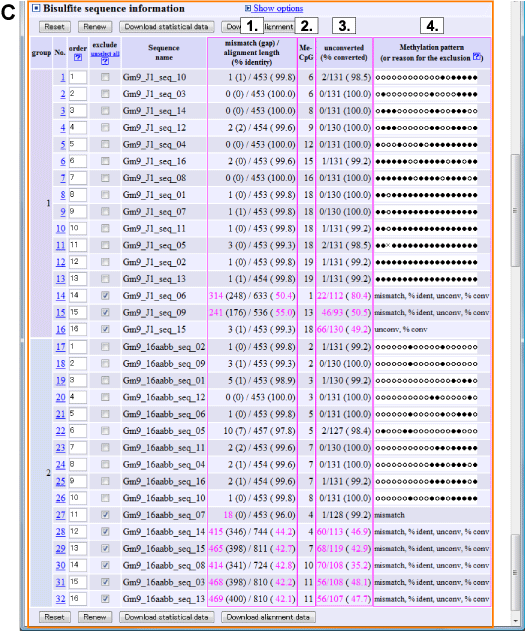 C
Bisulfite sequence information Show options
Reset Renew Download statistical data Download alignment data
1. 2. 3. 4.
group No. order ? exclude unselect all ? Sequence name mismatch (gap) / alignment length (% identity) Me-CpG unconverted (% converted) Methylation pattern (or reason for the exclusion ?)
1
1 1 Gm9_J1_seq_10 1 (1) / 453 ( 99.8) 6 2/131 ( 98.5)
2 2 Gm9_J1_seq_03 0 (0) / 453 (100.0) 6 0/131 (100.0)
3 3 Gm9_J1_seq_14 0 (0) / 453 (100.0) 8 0/131 (100.0)
4 4 Gm9_J1_seq_12 2 (2) / 454 ( 99.6) 9 0/130 (100.0)
5 5 Gm9_J1_seq_04 0 (0) / 453 (100.0) 12 0/131 (100.0)
6 6 Gm9_J1_seq_16 2 (0) / 453 ( 99.6) 15 1/131 ( 99.2)
7 7 Gm9_J1_seq_08 0 (0) / 453 (100.0) 16 0/131 (100.0)
8 8 Gm9_J1_seq_01 1 (0) / 453 ( 99.8) 18 0/130 (100.0)
9 9 Gm9_J1_seq_07 1 (1) / 453 ( 99.8) 18 0/130 (100.0)
10 10 Gm9_J1_seq_11 1 (0) / 453 ( 99.8) 18 1/131 ( 99.2)
11 11 Gm9_J1_seq_05 3 (0) / 453 ( 99.3) 18 2/131 ( 98.5)
12 12 Gm9_J1_seq_02 1 (0) / 453 ( 99.8) 19 1/131 ( 99.2)
13 13 Gm9_J1_seq_13 1 (1) / 454 ( 99.8) 19 1/131 ( 99.2)
14 14 Gm9_J1_seq_06 314 (248) / 633 ( 50.4) 1 22/112 ( 80.4) mismatch, % ident, unconv, % conv
15 15 Gm9_J1_seq_09 241 (176) / 536 ( 55.0) 13 46/93 ( 50.5) mismatch, % ident, unconv, % conv
16 16 Gm9_J1_seq_15 3 (1) / 453 ( 99.3) 18 66/130 ( 49.2) unconv, % conv
2
17 1 Gm9_16aabb_seq_02 1 (0) / 453 ( 99.8) 2 1/131 ( 99.2)
18 2 Gm9_16aabb_seq_09 3 (1) / 453 ( 99.3) 2 0/130 (100.0)
19 3 Gm9_16aabb_seq_01 5 (1) / 453 ( 98.9) 3 1/130 ( 99.2)
20 4 Gm9_16aabb_seq_12 0 (0) / 453 (100.0) 3 0/131 (100.0)
21 5 Gm9_16aabb_seq_06 1 (0) / 453 ( 99.8) 5 0/131 (100.0)
22 6 Gm9_16aabb_seq_05 10 (7) / 457 ( 97.8) 5 2/127 ( 98.4)
23 7 Gm9_16aabb_seq_11 2 (2) / 453 ( 99.6) 7 0/130 (100.0)
24 8 Gm9_16aabb_seq_04 2 (1) / 453 ( 99.6) 7 0/131 (100.0)
25 9 Gm9_16aabb_seq_16 2 (1) / 454 ( 99.6) 7 1/131 ( 99.2)
26 10 Gm9_16aabb_seq_10 1 (0) / 453 ( 99.8) 8 0/131 (100.0)
27 11 Gm9_16aabb_seq_07 18 (0) / 453 ( 96.0) 4 1/128 ( 99.2) mismatch
28 12 Gm9_16aabb_seq_14 415 (346) / 744 ( 44.2) 4 60/113 ( 46.9) mismatch, % ident, unconv, % conv
29 13 Gm9_16aabb_seq_15 465 (398) / 811 ( 42.7) 7 68/119 ( 42.9) mismatch, % ident, unconv, % conv
30 14 Gm9_16aabb_seq_08 414 (341) / 724 ( 42.8) 10 70/108 ( 35.2) mismatch, % ident, unconv, % conv
31 15 Gm9_16aabb_seq_03 468 (398) / 810 ( 42.2) 11 56/108 ( 48.1) mismatch, % ident, unconv, % conv
32 16 Gm9_16aabb_seq_13 469 (400) / 810 ( 42.1) 11 56/107 ( 47.7) mismatch, % ident, unconv, % conv
Reset Renew Download statistical data Download alignment data